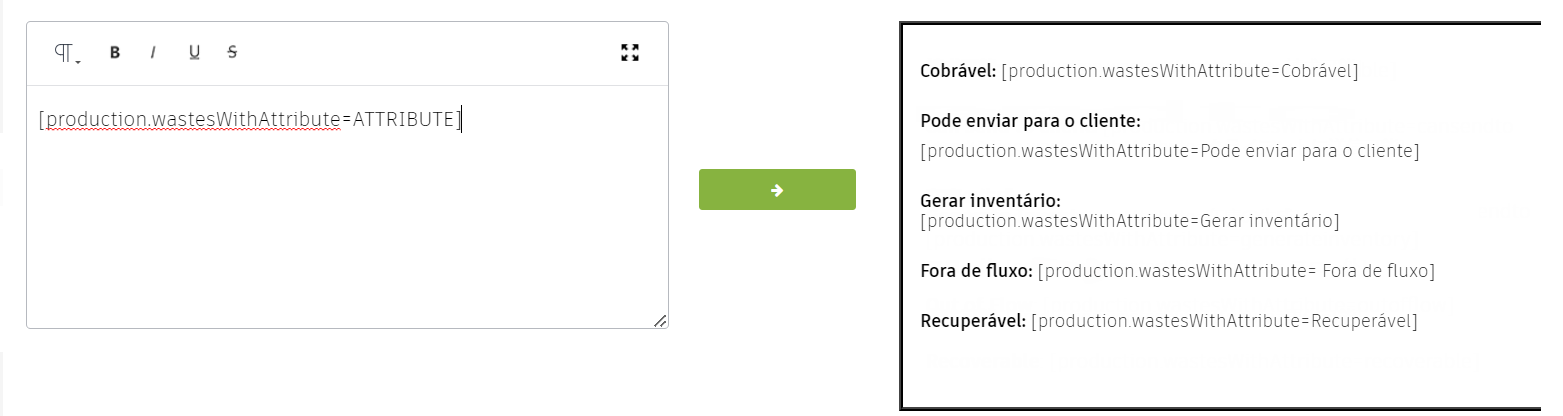 B I U S
[production.wastesWithAttribute=ATTRIBUTE]
Cobrável: [production.wastesWithAttribute=Cobrável]
Pode enviar para o cliente:
[production.wastesWithAttribute=Pode enviar para o cliente]
Gerar inventário:
[production.wastesWithAttribute=Gerar inventário]
Fora de fluxo: [production.wastesWithAttribute= Fora de fluxo]
Recuperável: [production.wastesWithAttribute=Recuperável]